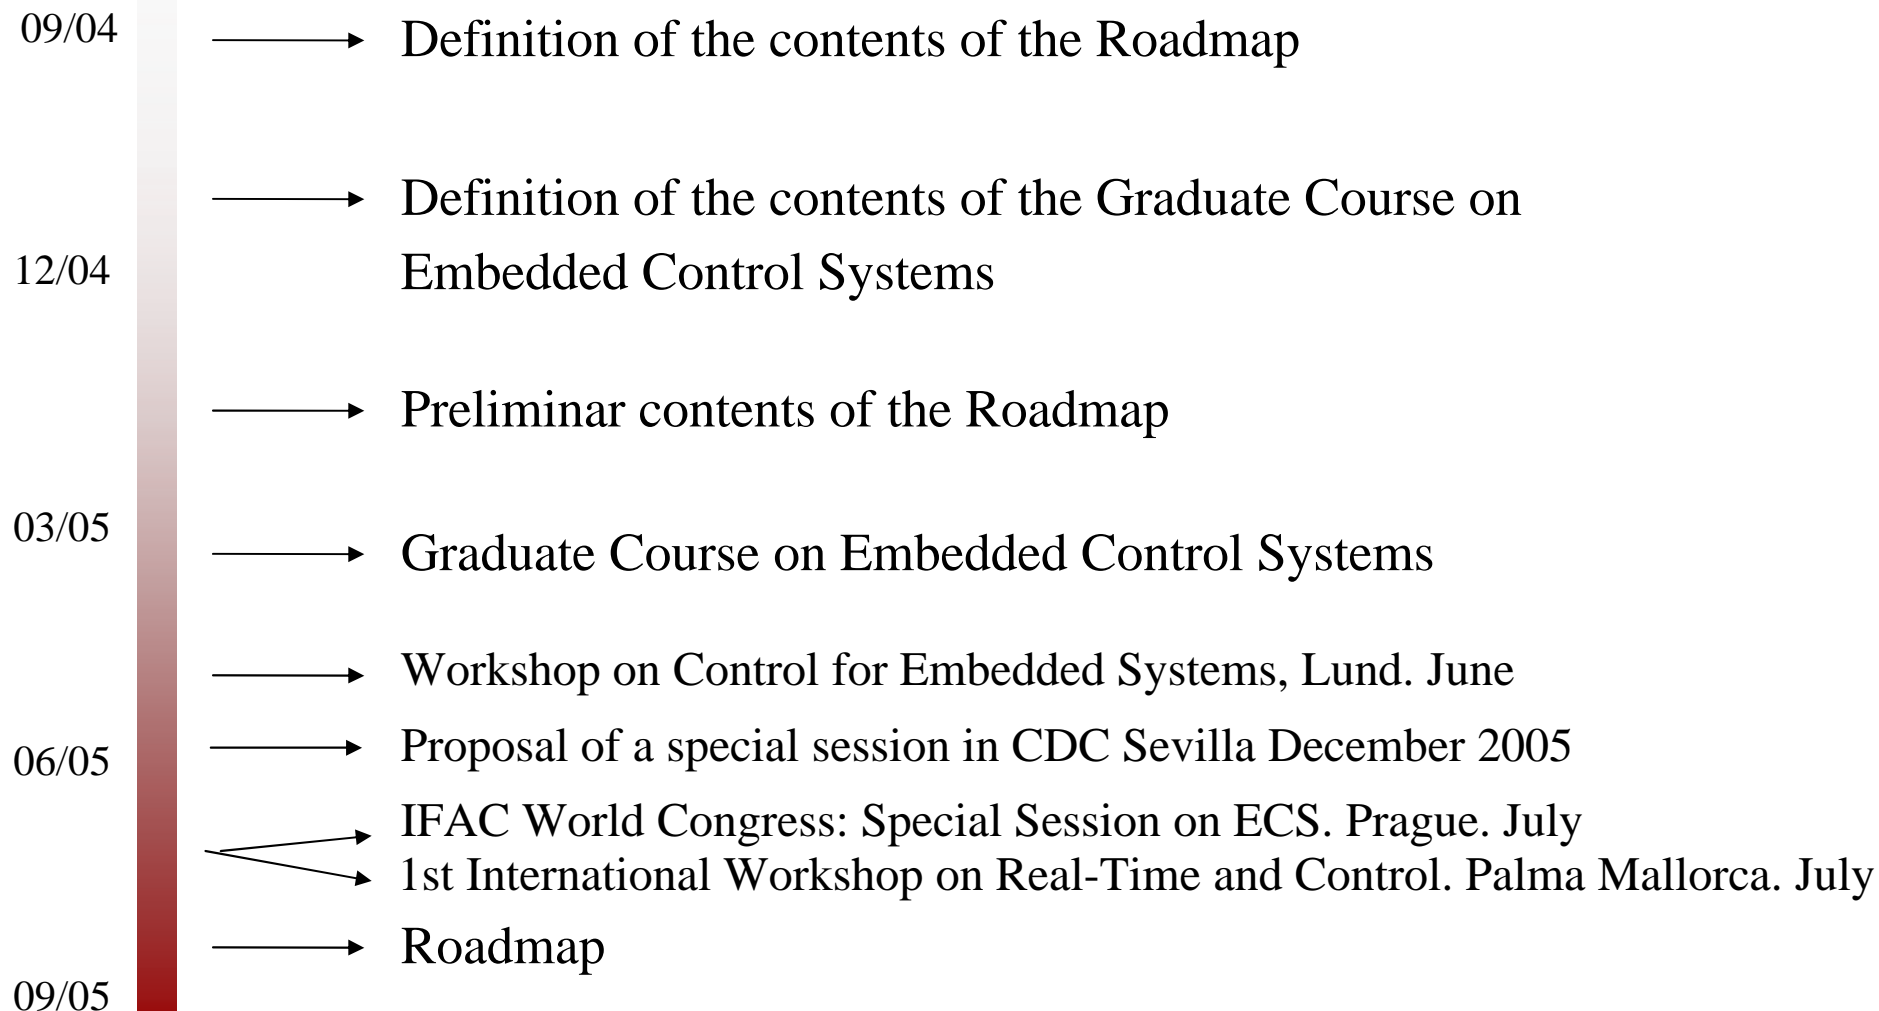 09/04
Definition of the contents of the Roadmap
Definition of the contents of the Graduate Course on
12/04
Embedded Control Systems
Preliminar contents of the Roadmap
03/05
Graduate Course on Embedded Control Systems
Workshop on Control for Embedded Systems, Lund. June
06/05
Proposal of a special session in CDC Sevilla December 2005
IFAC World Congress: Special Session on ECS. Prague. July
1st International Workshop on Real-Time and Control. Palma Mallorca. July
Roadmap
09/05